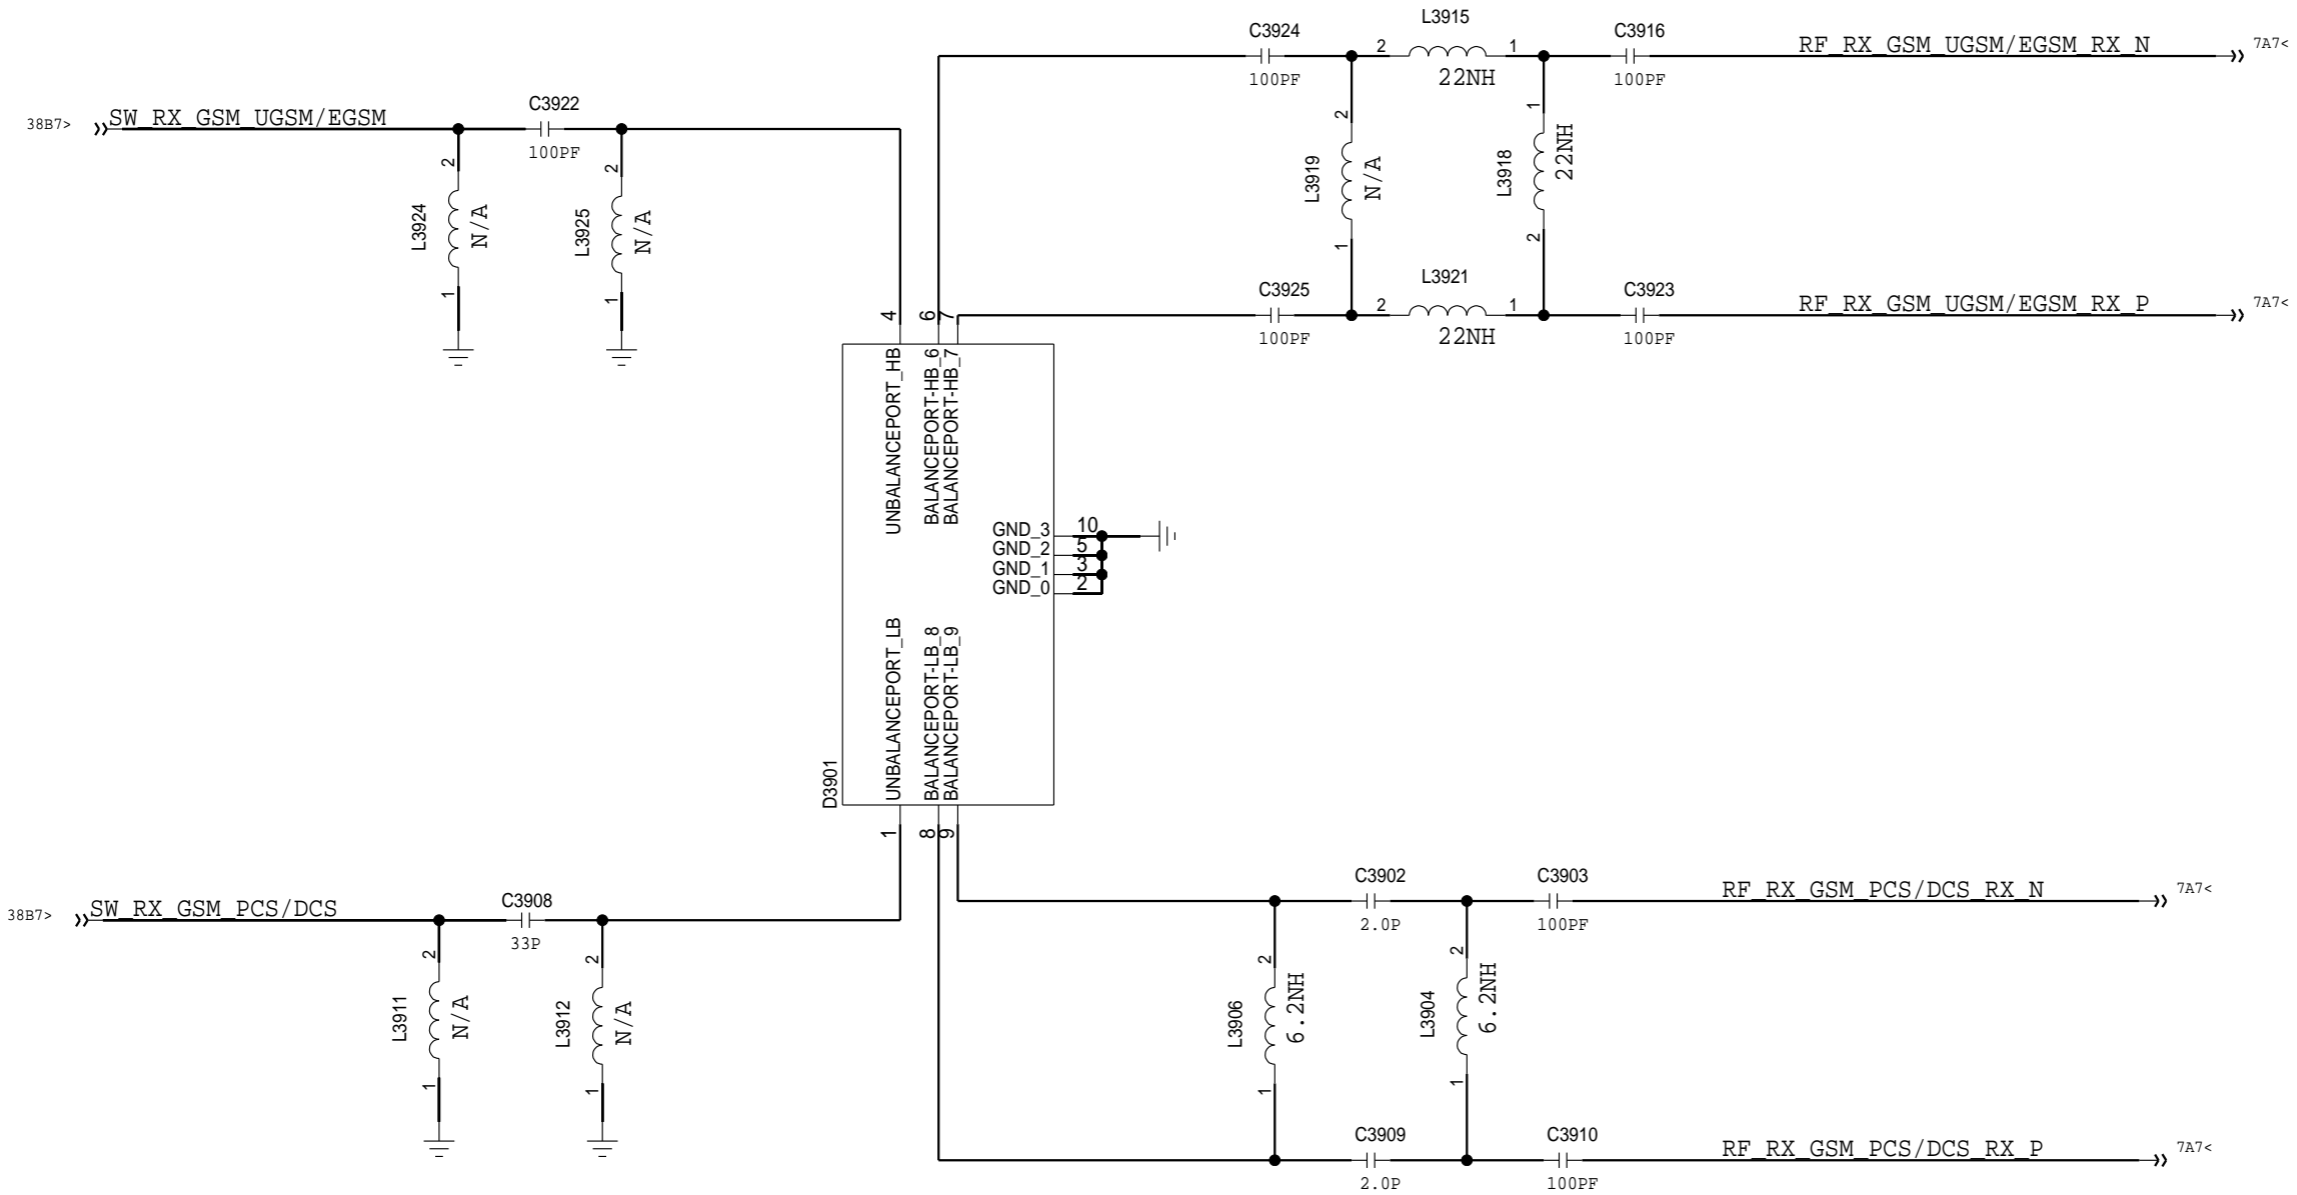 C3924
L3915
C3916
2
1
RF_RX_GSM_UGSM/EGSM_RX_N
7A7<
100PF
22NH
100PF
38B7>
SW_RX_GSM_UGSM/EGSM
C3922
100PF
2
L3924
N/A
1
2
L3925
N/A
1
2
L3919
N/A
1
1
L3918
22NH
2
C3925
L3921
C3923
2
1
RF_RX_GSM_UGSM/EGSM_RX_P
7A7<
100PF
22NH
100PF
4
6
7
UNBALANCEPORT_HB
BALANCEPORT-HB_6
BALANCEPORT-HB_7
GND_3
10
GND_2
5
GND_1
3
GND_0
2
UNBALANCEPORT_LB
BALANCEPORT-LB_8
BALANCEPORT-LB_9
D3901
1
8
9
38B7>
SW_RX_GSM_PCS/DCS
C3908
33P
2
L3911
N/A
1
2
L3912
N/A
1
C3902
C3903
RF_RX_GSM_PCS/DCS_RX_N
7A7<
2.0P
100PF
2
L3906
6.2NH
1
2
L3904
6.2NH
1
C3909
C3910
RF_RX_GSM_PCS/DCS_RX_P
7A7<
2.0P
100PF